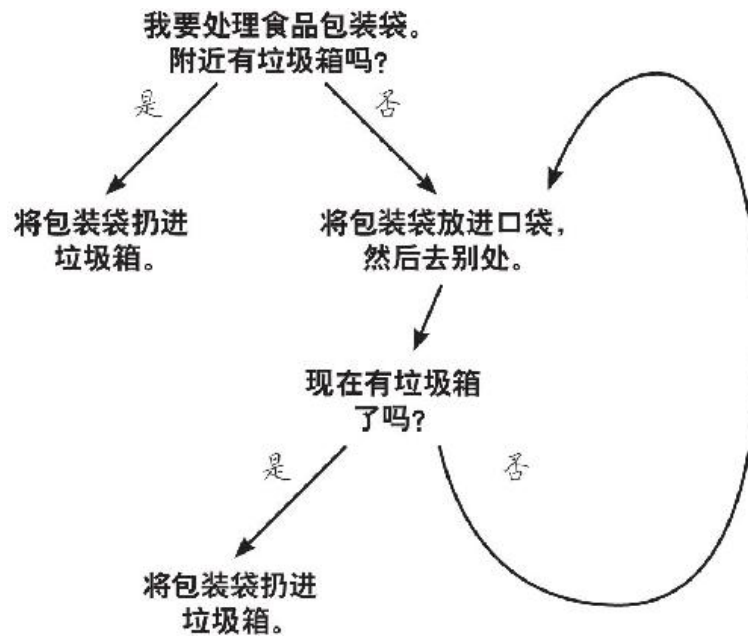 我要处理食品包装袋。
附近有垃圾箱吗?
是
否
将包装袋扔进
垃圾箱。
将包装袋放进口袋,
然后去别处。
现在有垃圾箱
了吗?
是
否
将包装袋扔进
垃圾箱。